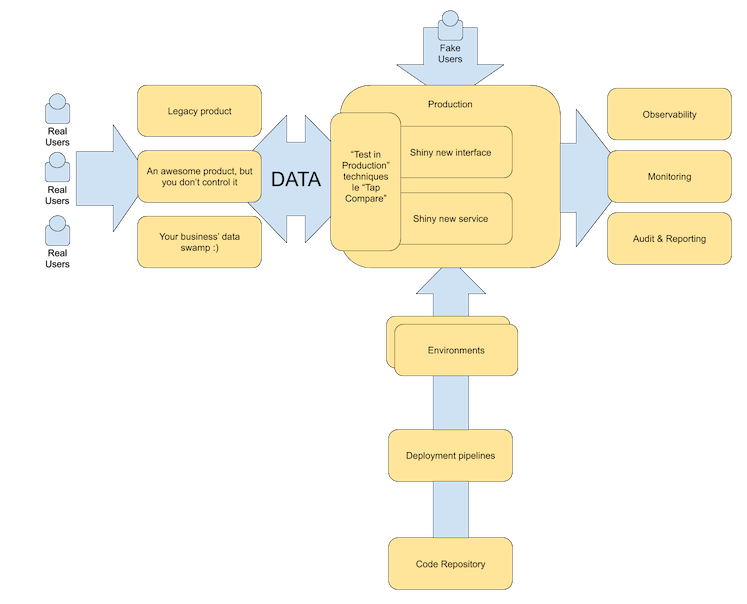 Fake
Users
Production
Real
Users
Real
Users
Real
Users
Legacy product
An awesome product, but
you don't control it
Your business' data
swamp :)
DATA
“Test in
Production”
techniques
Ie “Tap
Compare”
Shiny new interface
Shiny new service
Observability
Monitoring
Audit & Reporting
Environments
Deployment pipelines
Code Repository